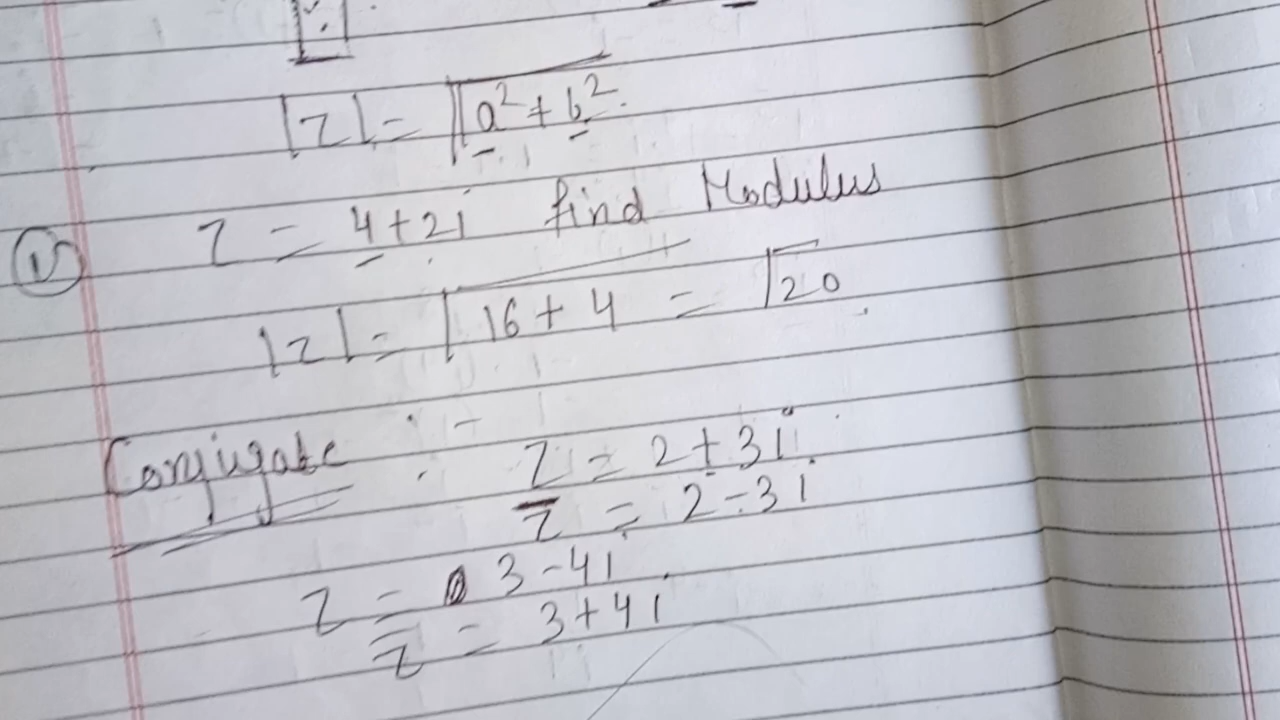 |z| = √a² + b²
① z = 4+2i find Modulus
|z| = √16 + 4 = √20
Conjugate :- z = 2 + 3i
z̄ = 2 - 3i
z = 3 - 4i
z̄ = 3 + 4i